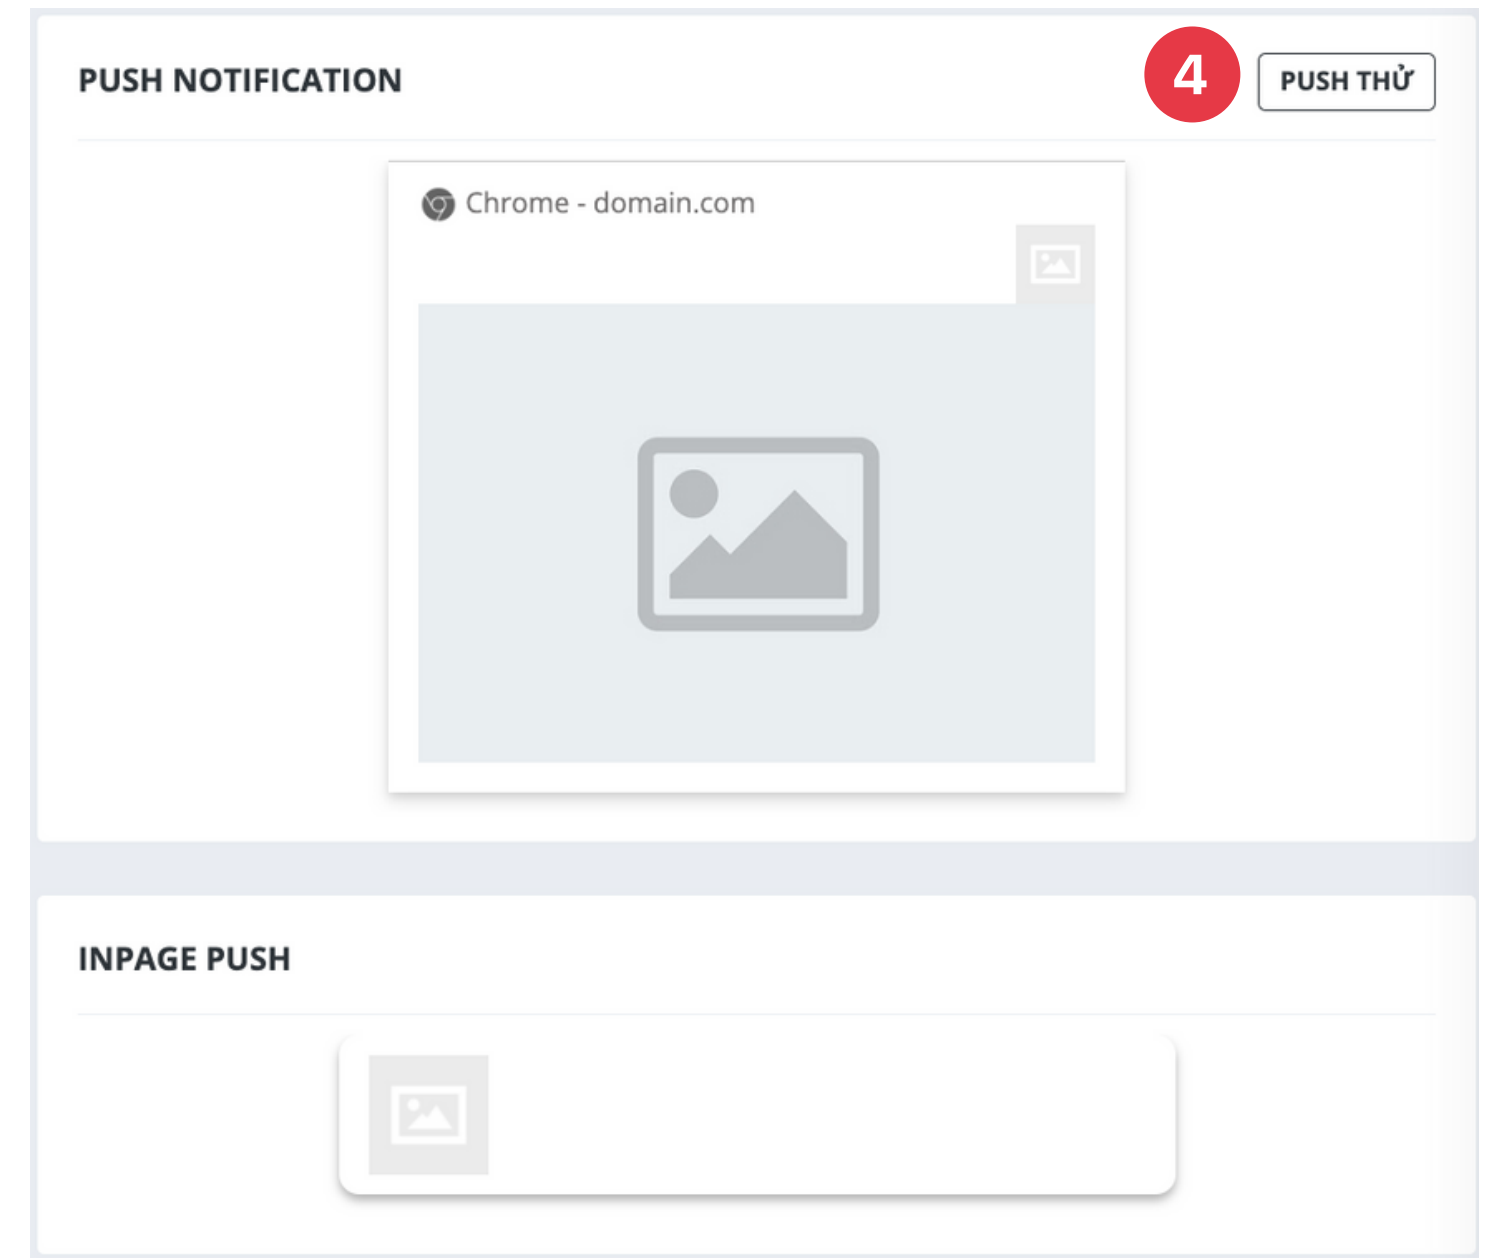 PUSH NOTIFICATION
4
PUSH THỬ
Chrome - domain.com
INPAGE PUSH